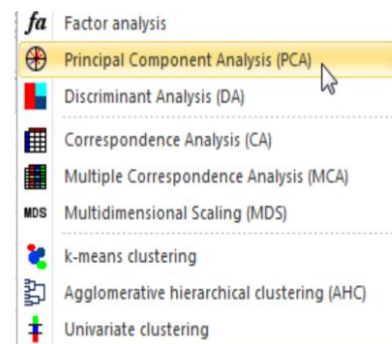 fa Factor analysis
Principal Component Analysis (PCA)
Discriminant Analysis (DA)
Correspondence Analysis (CA)
Multiple Correspondence Analysis (MCA)
MDS Multidimensional Scaling (MDS)
k-means clustering
Agglomerative hierarchical clustering (AHC)
Univariate clustering